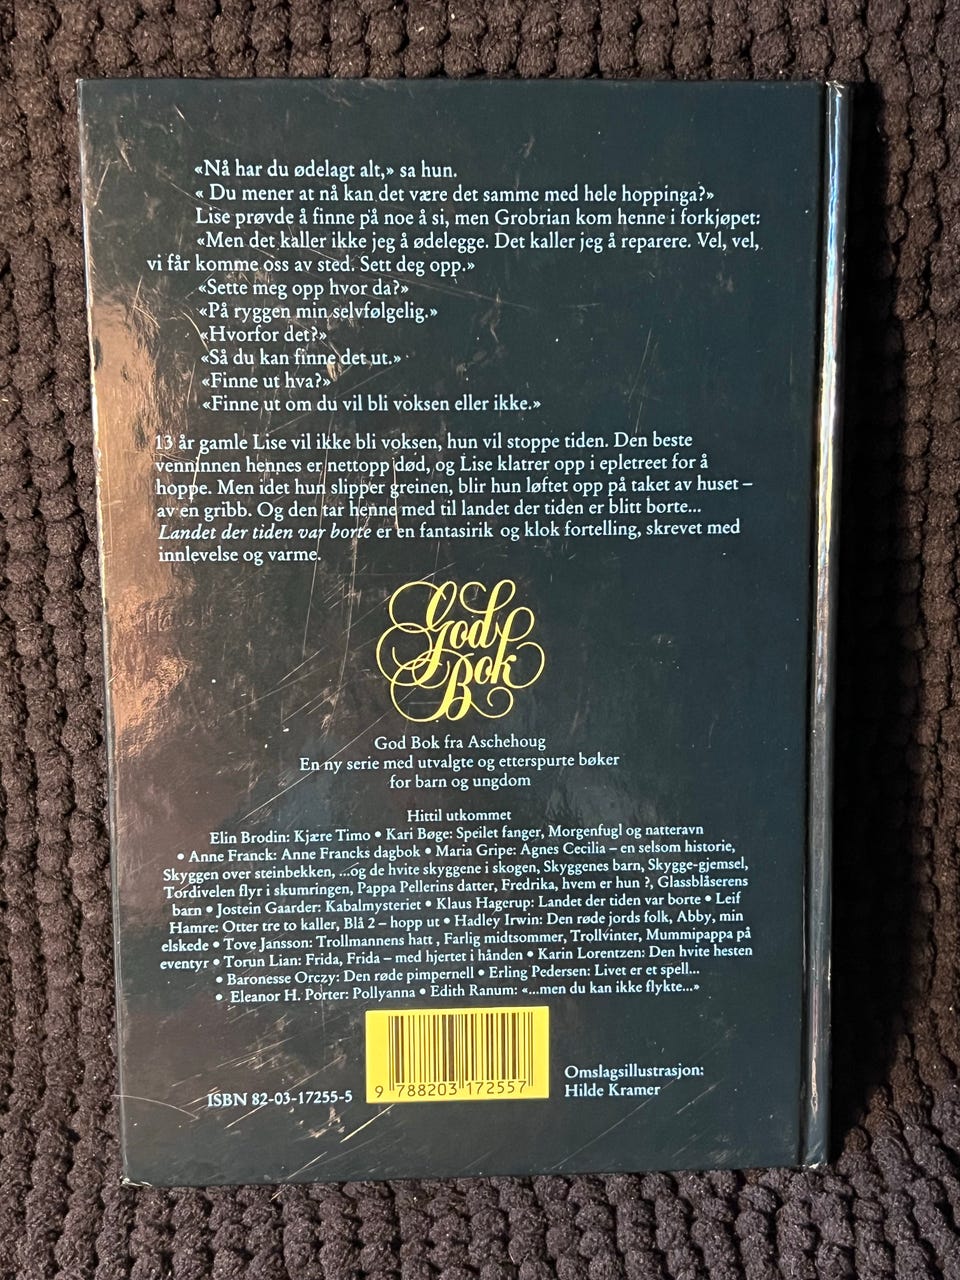 «Nå har du ødelagt alt,» sa hun.
« Du mener at nå kan det være det samme med hele hoppinga?»
Lise prøvde å finne på noe å si, men Grobrian kom henne i forkjøpet:
«Men det kaller ikke jeg å ødelegge. Det kaller jeg å reparere. Vel, vel,
vi får komme oss av sted. Sett deg opp.»
«Sette meg opp hvor da?»
«På ryggen min selvfølgelig.»
«Hvorfor det?»
«Så du kan finne det ut.»
«Finne ut hva?»
«Finne ut om du vil bli voksen eller ikke.»
13 år gamle Lise vil ikke bli voksen, hun vil stoppe tiden. Den beste
venninnen hennes er nettopp død, og Lise klatrer opp i epletreet for å
hoppe. Men idet hun slipper greinen, blir hun løftet opp på taket av huset –
av en gribb. Og den tar henne med til landet der tiden er blitt borte...
Landet der tiden var borte er en fantasirik og klok fortelling, skrevet med
innlevelse og varme.
God
Bok
God Bok fra Aschehoug
En ny serie med utvalgte og etterspurte bøker
for barn og ungdom
Hittil utkommet
Elin Brodin: Kjære Timo • Kari Bøge: Speilet fanger, Morgenfugl og natteravn
• Anne Franck: Anne Francks dagbok • Maria Gripe: Agnes Cecilia – en selsom historie,
Skyggen over steinbekken, ...og de hvite skyggene i skogen, Skyggenes barn, Skygge-gjemsel,
Tordivelen flyr i skumringen, Pappa Pellerins datter, Fredrika, hvem er hun ?, Glassblåserens
barn • Jostein Gaarder: Kabalmysteriet • Klaus Hagerup: Landet der tiden var borte • Leif
Hamre: Otter tre to kaller, Blå 2 – hopp ut • Hadley Irwin: Den røde jords folk, Abby, min
elskede • Tove Jansson: Trollmannens hatt , Farlig midtsommer, Trollvinter, Mummipappa på
eventyr • Torun Lian: Frida, Frida – med hjertet i hånden • Karin Lorentzen: Den hvite hesten
• Baronesse Orczy: Den røde pimpernell • Erling Pedersen: Livet er et spell...
• Eleanor H. Porter: Pollyanna • Edith Ranum: «...men du kan ikke flykte...»
ISBN 82-03-17255-5
9 788203 172557
Omslagsillustrasjon:
Hilde Kramer